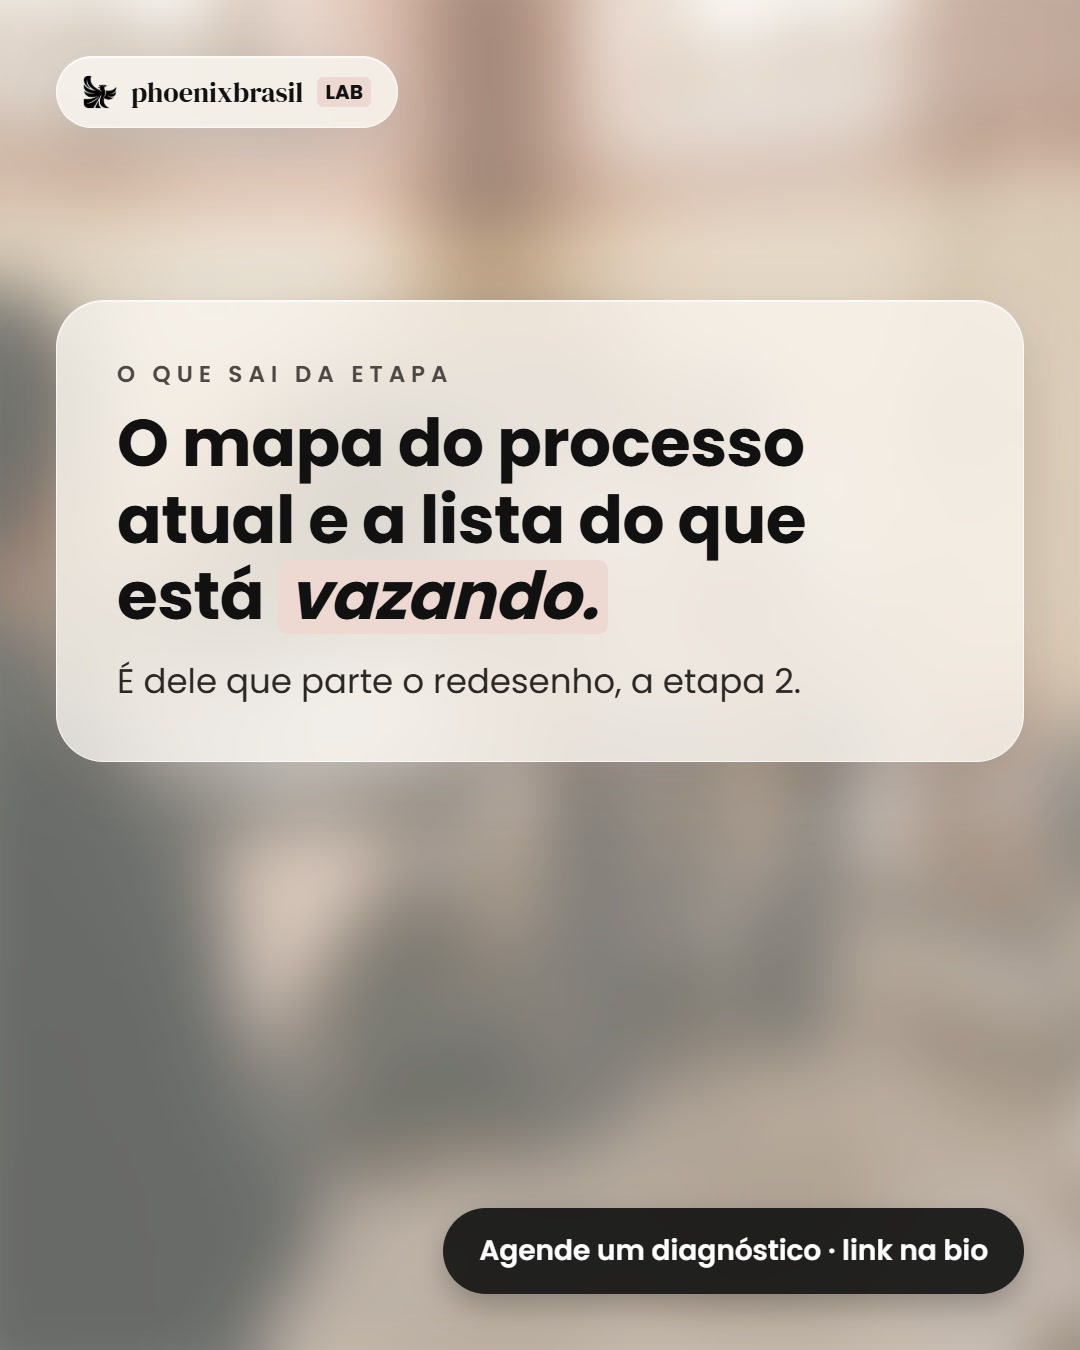 phoenixbrasil LAB
O QUE SAI DA ETAPA
O mapa do processo
atual e a lista do que
está vazando.
É dele que parte o redesenho, a etapa 2.
Agende um diagnóstico · link na bio